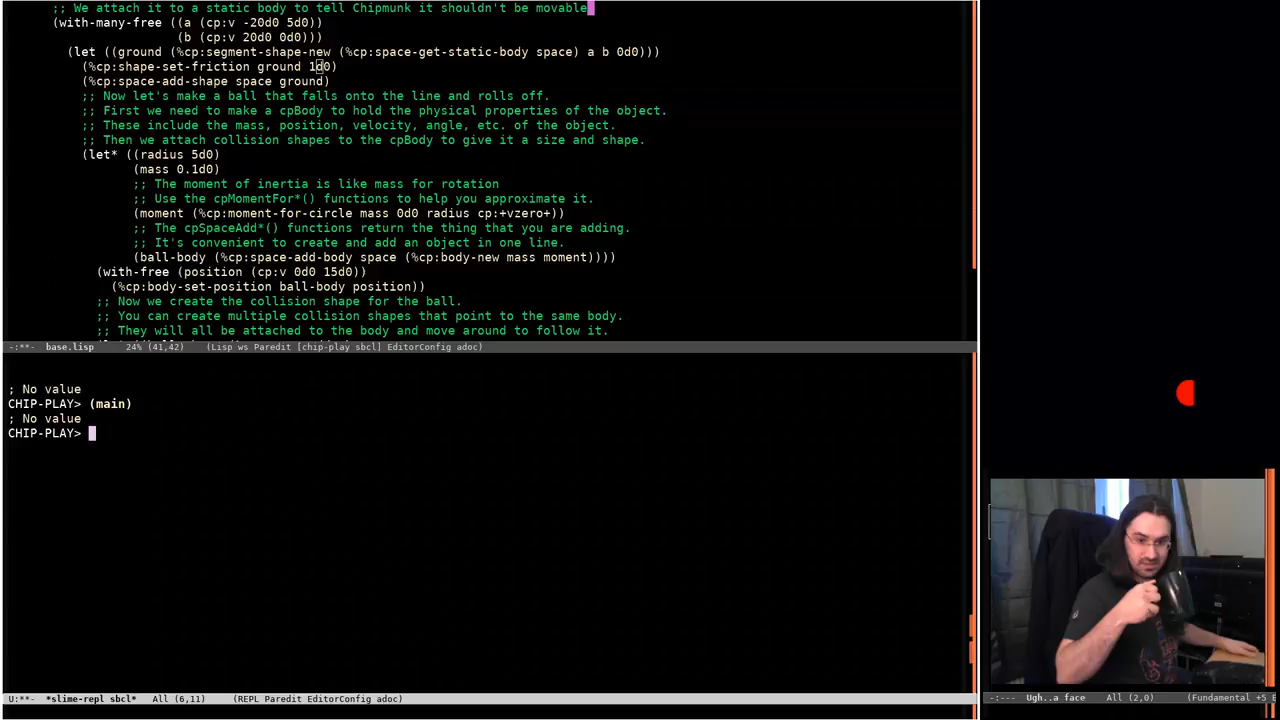 ;; We attach it to a static body to tell Chipmunk it shouldn't be movable
(with-many-free ((a (cp:v -20d0 5d0))
(b (cp:v 20d0 0d0)))
(let ((ground (%cp:segment-shape-new (%cp:space-get-static-body space) a b 0d0)))
(%cp:shape-set-friction ground 1d0)
(%cp:space-add-shape space ground)
;; Now let's make a ball that falls onto the line and rolls off.
;; First we need to make a cpBody to hold the physical properties of the object.
;; These include the mass, position, velocity, angle, etc. of the object.
;; Then we attach collision shapes to the cpBody to give it a size and shape.
(let* ((radius 5d0)
(mass 0.1d0)
;; The moment of inertia is like mass for rotation
;; Use the cpMomentFor*() functions to help you approximate it.
(moment (%cp:moment-for-circle mass 0d0 radius cp:+vzero+))
;; The cpSpaceAdd*() functions return the thing that you are adding.
;; It's convenient to create and add an object in one line.
(ball-body (%cp:space-add-body space (%cp:body-new mass moment))))
(with-free (position (cp:v 0d0 15d0))
(%cp:body-set-position ball-body position))
;; Now we create the collision shape for the ball.
;; You can create multiple collision shapes that point to the same body.
;; They will all be attached to the body and move around to follow it.
-:**- base.lisp 24% (41,42) (Lisp ws Paredit [chip-play sbcl] EditorConfig adoc)
; No value
CHIP-PLAY> (main)
; No value
CHIP-PLAY>
U:**- *slime-repl sbcl* All (6,11) (REPL Paredit EditorConfig adoc)
-:--- Ugh..a face All (2,0) (Fundamental +5 E